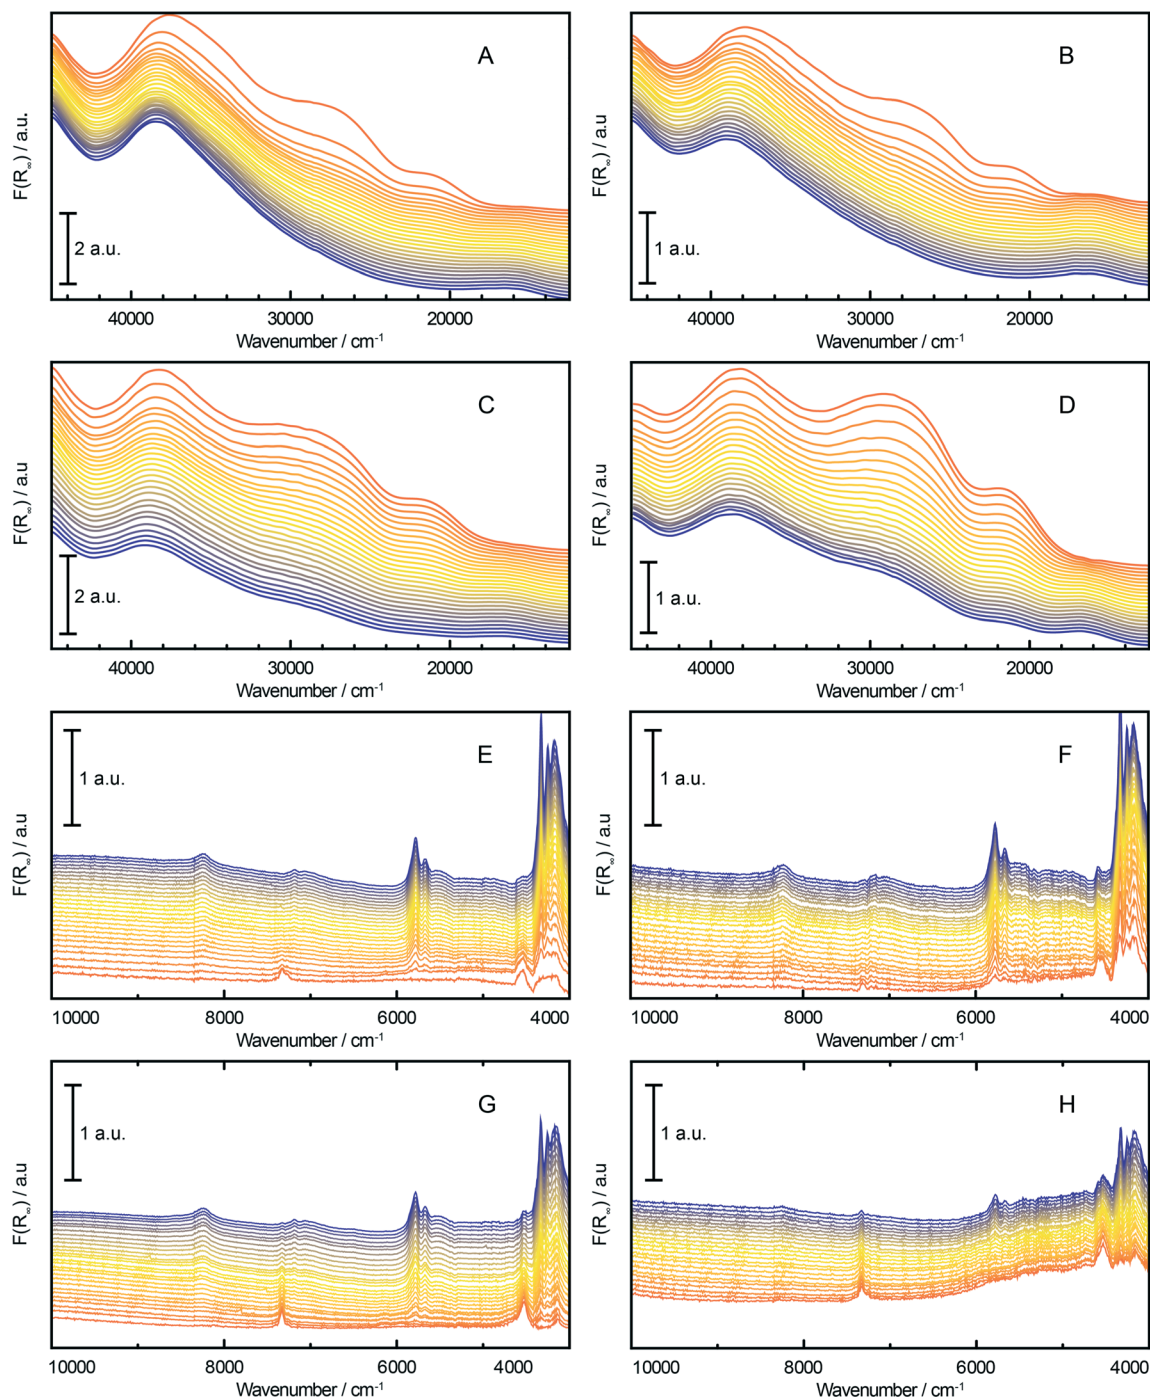 A
F(R∞) / a.u.
2 a.u.
40000 30000 20000
Wavenumber / cm⁻¹
B
F(R∞) / a.u
1 a.u.
40000 30000 20000
Wavenumber / cm⁻¹
C
F(R∞) / a.u
2 a.u.
40000 30000 20000
Wavenumber / cm⁻¹
D
F(R∞) / a.u
1 a.u.
40000 30000 20000
Wavenumber / cm⁻¹
E
F(R∞) / a.u
1 a.u.
10000 8000 6000 4000
Wavenumber / cm⁻¹
F
F(R∞) / a.u
1 a.u.
10000 8000 6000 4000
Wavenumber / cm⁻¹
G
F(R∞) / a.u
1 a.u.
10000 8000 6000 4000
Wavenumber / cm⁻¹
H
F(R∞) / a.u
1 a.u.
10000 8000 6000 4000
Wavenumber / cm⁻¹